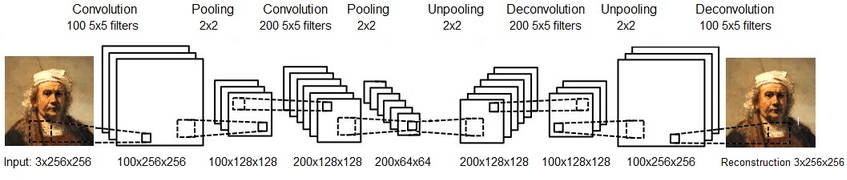 Convolution
100 5x5 filters
Pooling
2x2
Convolution
200 5x5 filters
Pooling
2x2
Unpooling
2x2
Deconvolution
200 5x5 filters
Unpooling
2x2
Deconvolution
100 5x5 filters
Input: 3x256x256
100x256x256
100x128x128
200x128x128
200x64x64
200x128x128
100x128x128
100x256x256
Reconstruction 3x256x256